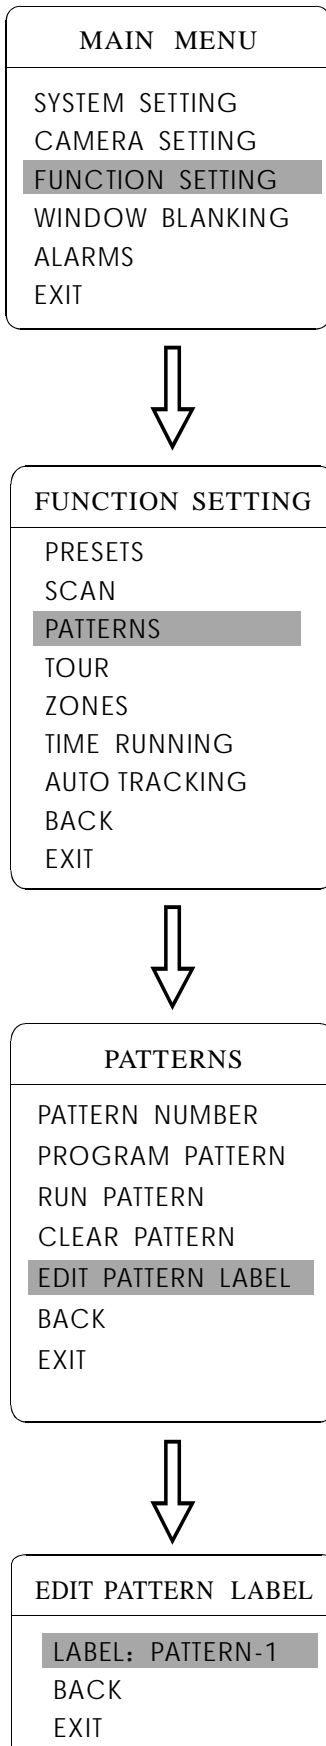 MAIN MENU
SYSTEM SETTING
CAMERA SETTING
FUNCTION SETTING
WINDOW BLANKING
ALARMS
EXIT
FUNCTION SETTING
PRESETS
SCAN
PATTERNS
TOUR
ZONES
TIME RUNNING
AUTO TRACKING
BACK
EXIT
PATTERNS
PATTERN NUMBER
PROGRAM PATTERN
RUN PATTERN
CLEAR PATTERN
EDIT PATTERN LABEL
BACK
EXIT
EDIT PATTERN LABEL
LABEL：PATTERN-1
BACK
EXIT